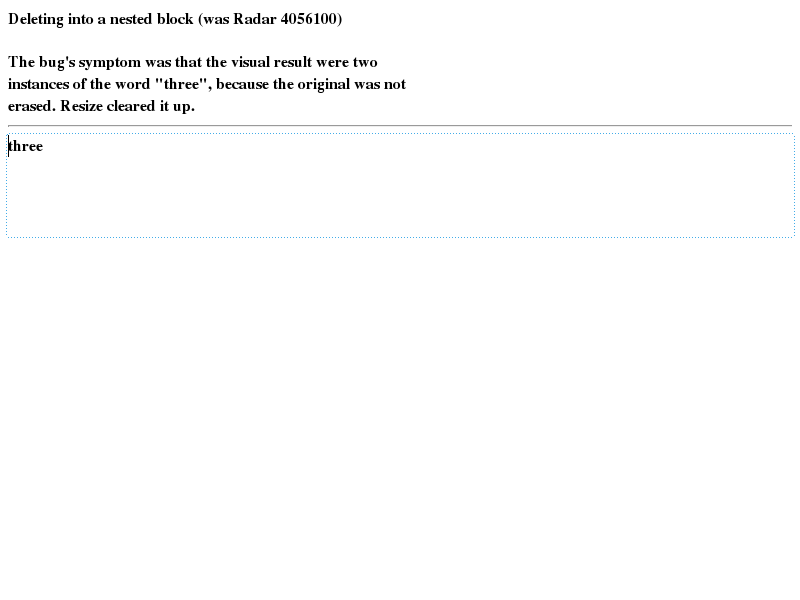 Deleting into a nested block (was Radar 4056100)
The bug's symptom was that the visual result were two
instances of the word "three", because the original was not
erased. Resize cleared it up.
three